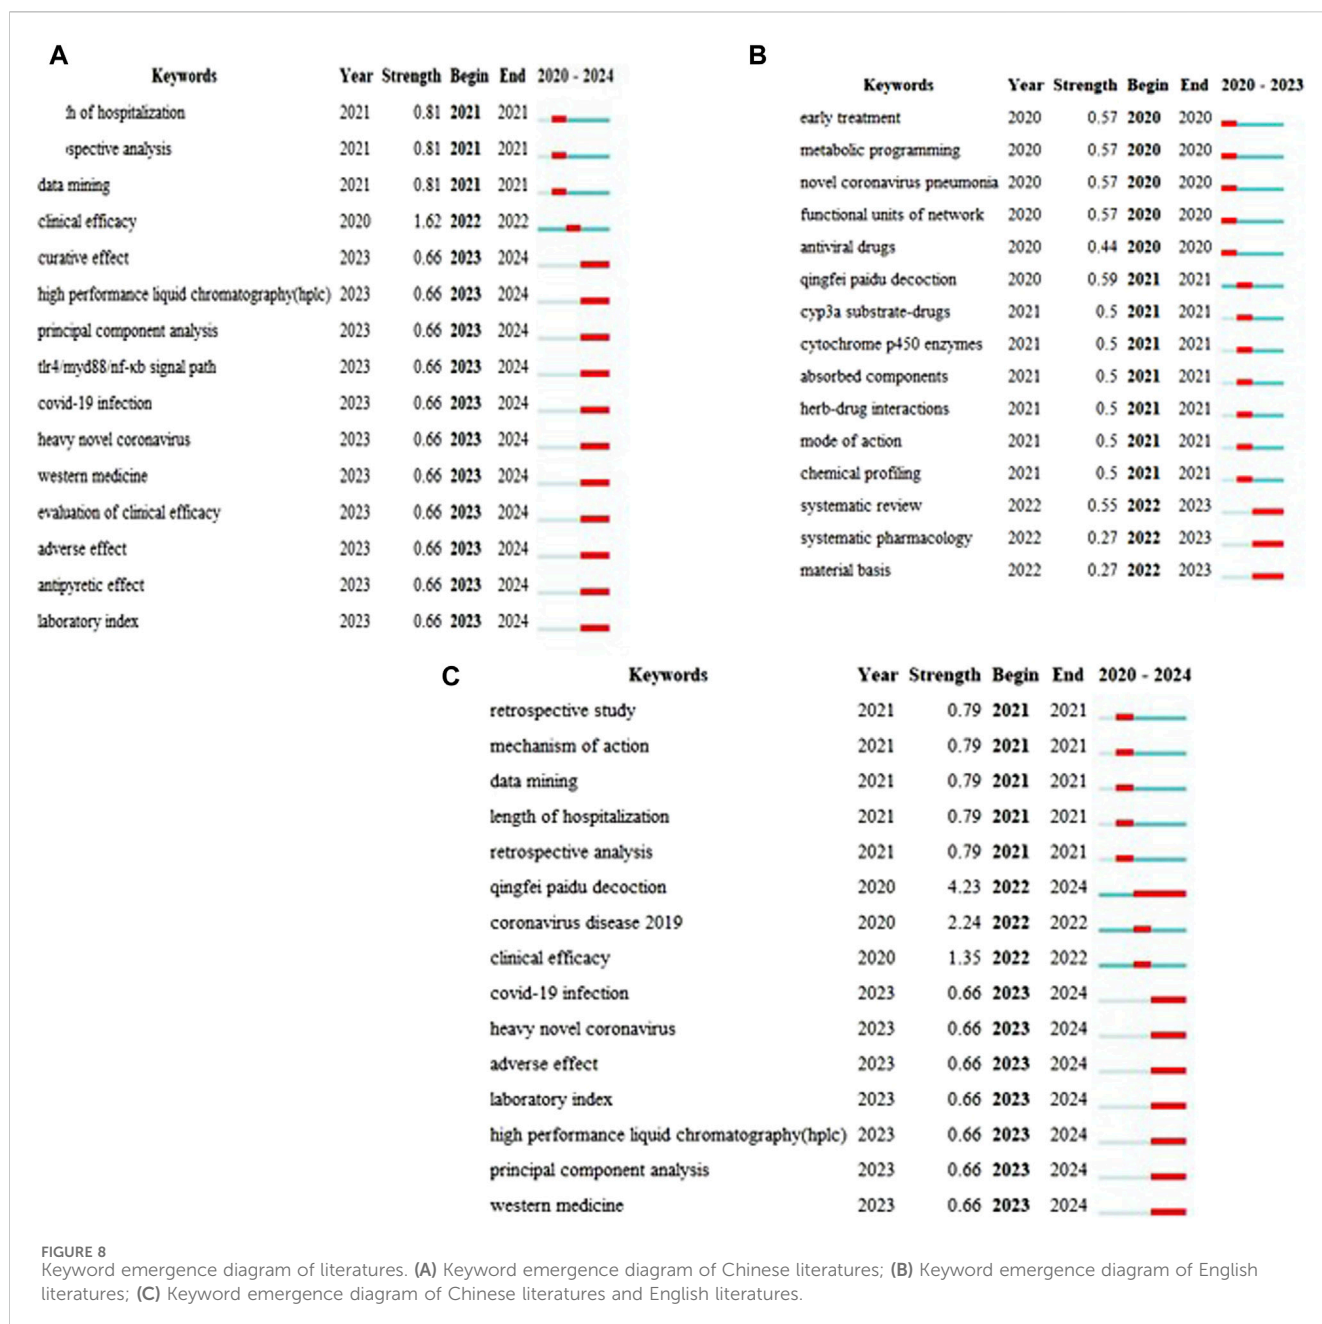 A
Keywords Year Strength Begin End 2020 - 2024
h of hospitalization 2021 0.81 2021 2021
spective analysis 2021 0.81 2021 2021
data mining 2021 0.81 2021 2021
clinical efficacy 2020 1.62 2022 2022
curative effect 2023 0.66 2023 2024
high performance liquid chromatography(hplc) 2023 0.66 2023 2024
principal component analysis 2023 0.66 2023 2024
tlr4/myd88/nf-κb signal path 2023 0.66 2023 2024
covid-19 infection 2023 0.66 2023 2024
heavy novel coronavirus 2023 0.66 2023 2024
western medicine 2023 0.66 2023 2024
evaluation of clinical efficacy 2023 0.66 2023 2024
adverse effect 2023 0.66 2023 2024
antipyretic effect 2023 0.66 2023 2024
laboratory index 2023 0.66 2023 2024
B
Keywords Year Strength Begin End 2020 - 2023
early treatment 2020 0.57 2020 2020
metabolic programming 2020 0.57 2020 2020
novel coronavirus pneumonia 2020 0.57 2020 2020
functional units of network 2020 0.57 2020 2020
antiviral drugs 2020 0.44 2020 2020
qingfei paidu decoction 2020 0.59 2021 2021
cyp3a substrate-drugs 2021 0.5 2021 2021
cytochrome p450 enzymes 2021 0.5 2021 2021
absorbed components 2021 0.5 2021 2021
herb-drug interactions 2021 0.5 2021 2021
mode of action 2021 0.5 2021 2021
chemical profiling 2021 0.5 2021 2021
systematic review 2022 0.55 2022 2023
systematic pharmacology 2022 0.27 2022 2023
material basis 2022 0.27 2022 2023
C
Keywords Year Strength Begin End 2020 - 2024
retrospective study 2021 0.79 2021 2021
mechanism of action 2021 0.79 2021 2021
data mining 2021 0.79 2021 2021
length of hospitalization 2021 0.79 2021 2021
retrospective analysis 2021 0.79 2021 2021
qingfei paidu decoction 2020 4.23 2022 2024
coronavirus disease 2019 2020 2.24 2022 2022
clinical efficacy 2020 1.35 2022 2022
covid-19 infection 2023 0.66 2023 2024
heavy novel coronavirus 2023 0.66 2023 2024
adverse effect 2023 0.66 2023 2024
laboratory index 2023 0.66 2023 2024
high performance liquid chromatography(hplc) 2023 0.66 2023 2024
principal component analysis 2023 0.66 2023 2024
western medicine 2023 0.66 2023 2024
FIGURE 8
Keyword emergence diagram of literatures. (A) Keyword emergence diagram of Chinese literatures; (B) Keyword emergence diagram of English
literatures; (C) Keyword emergence diagram of Chinese literatures and English literatures.